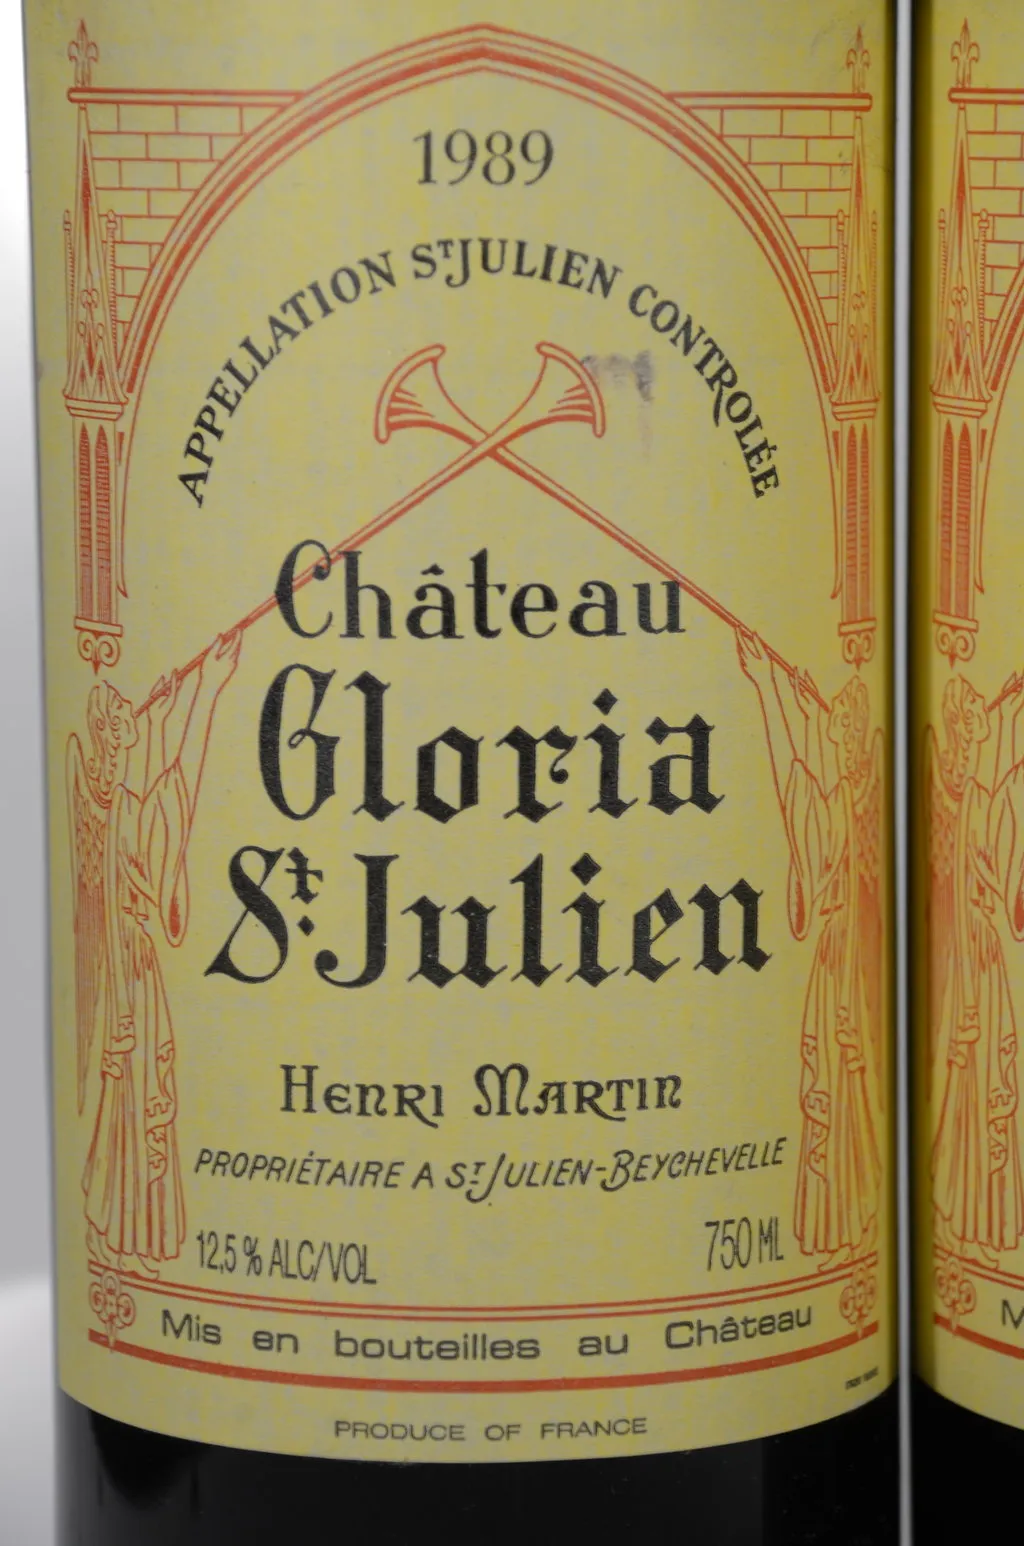 1989
APPELLATION ST JULIEN CONTROLÉE
Château
Gloria
St. Julien
HENRI MARTIN
PROPRIÉTAIRE A ST JULIEN-BEYCHEVELLE
12,5 % ALC/VOL
750 ML
Mis en bouteilles au Château
PRODUCE OF FRANCE
M